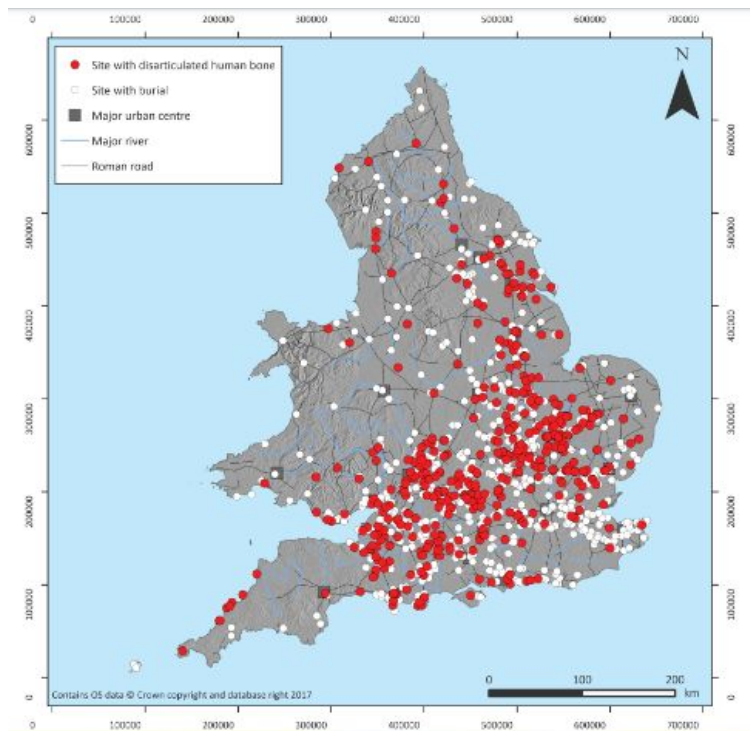 0 100000 200000 300000 400000 500000 600000 700000
N
Site with disarticulated human bone
Site with burial
Major urban centre
Major river
Roman road
600000 600000
500000 500000
400000 400000
300000 300000
200000 200000
100000 100000
0 0
0 100 200
km
Contains OS data © Crown copyright and database right 2017
0 100000 200000 300000 400000 500000 600000 700000